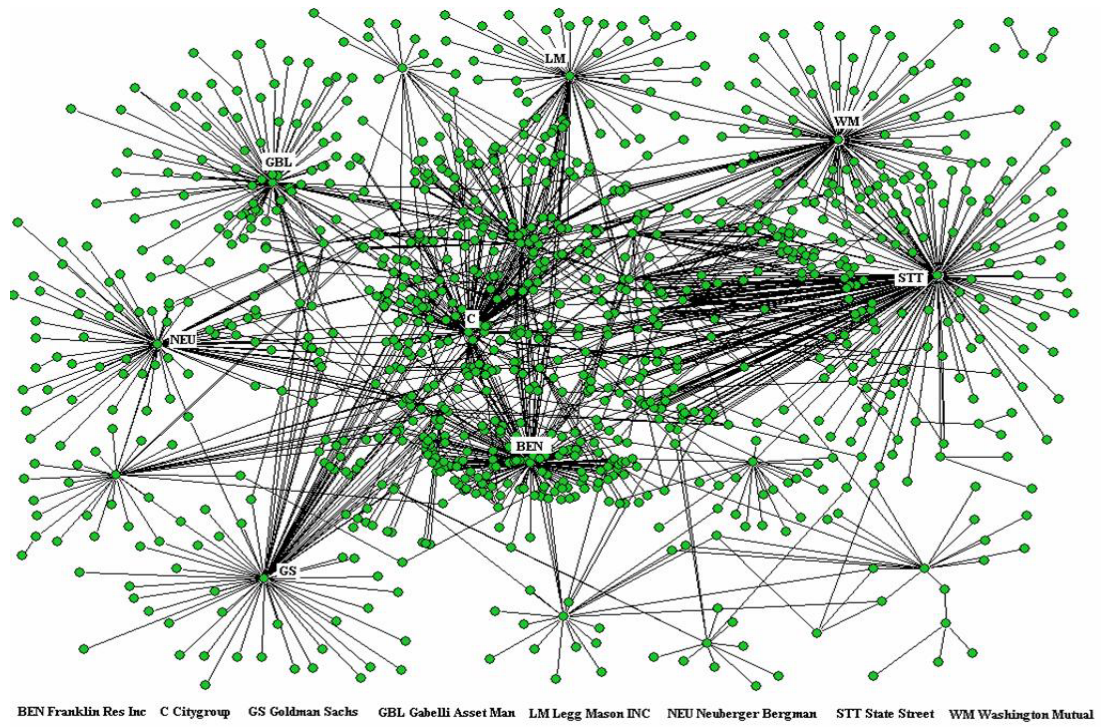 LM
WM
GBL
STT
C
NEU
BEN
GS
BEN Franklin Res Inc C Citygroup GS Goldman Sachs GBL Gabelli Asset Man LM Legg Mason INC NEU Neuberger Bergman STT State Street WM Washington Mutual